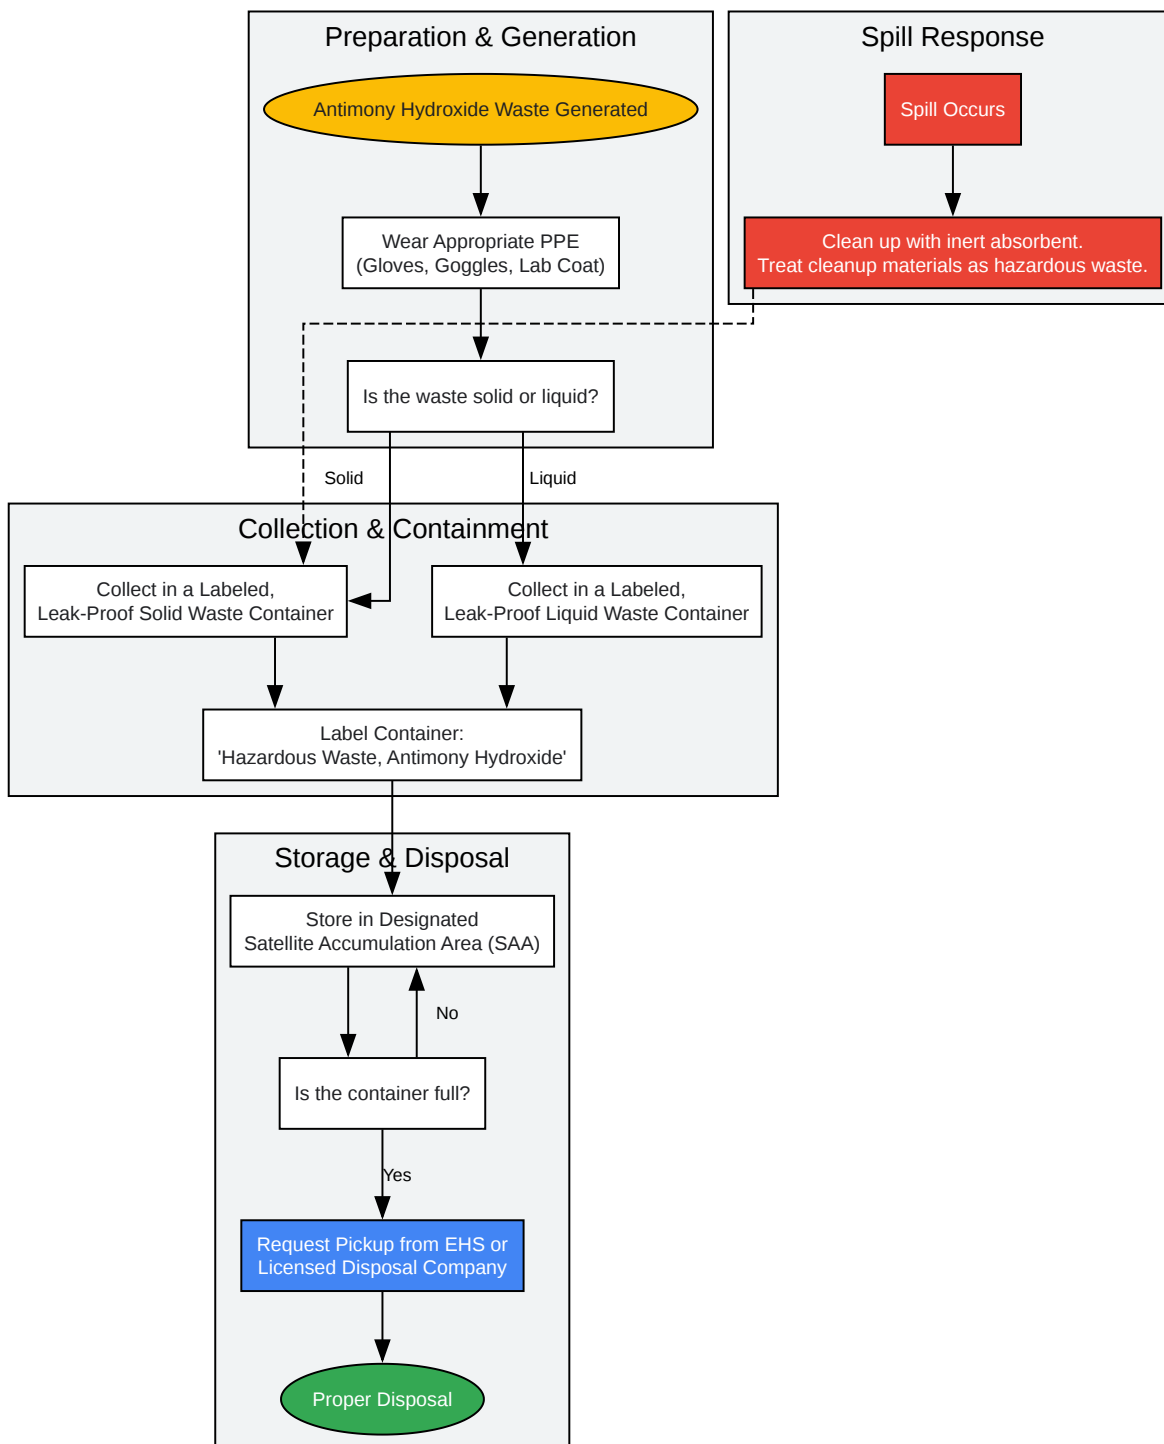 Preparation & Generation
Antimony Hydroxide Waste Generated
Wear Appropriate PPE
(Gloves, Goggles, Lab Coat)
Is the waste solid or liquid?
Spill Response
Spill Occurs
Clean up with inert absorbent.
Treat cleanup materials as hazardous waste.
Solid
Liquid
Collection & Containment
Collect in a Labeled,
Leak-Proof Solid Waste Container
Collect in a Labeled,
Leak-Proof Liquid Waste Container
Label Container:
'Hazardous Waste, Antimony Hydroxide'
Storage & Disposal
Store in Designated
Satellite Accumulation Area (SAA)
No
Is the container full?
Yes
Request Pickup from EHS or
Licensed Disposal Company
Proper Disposal